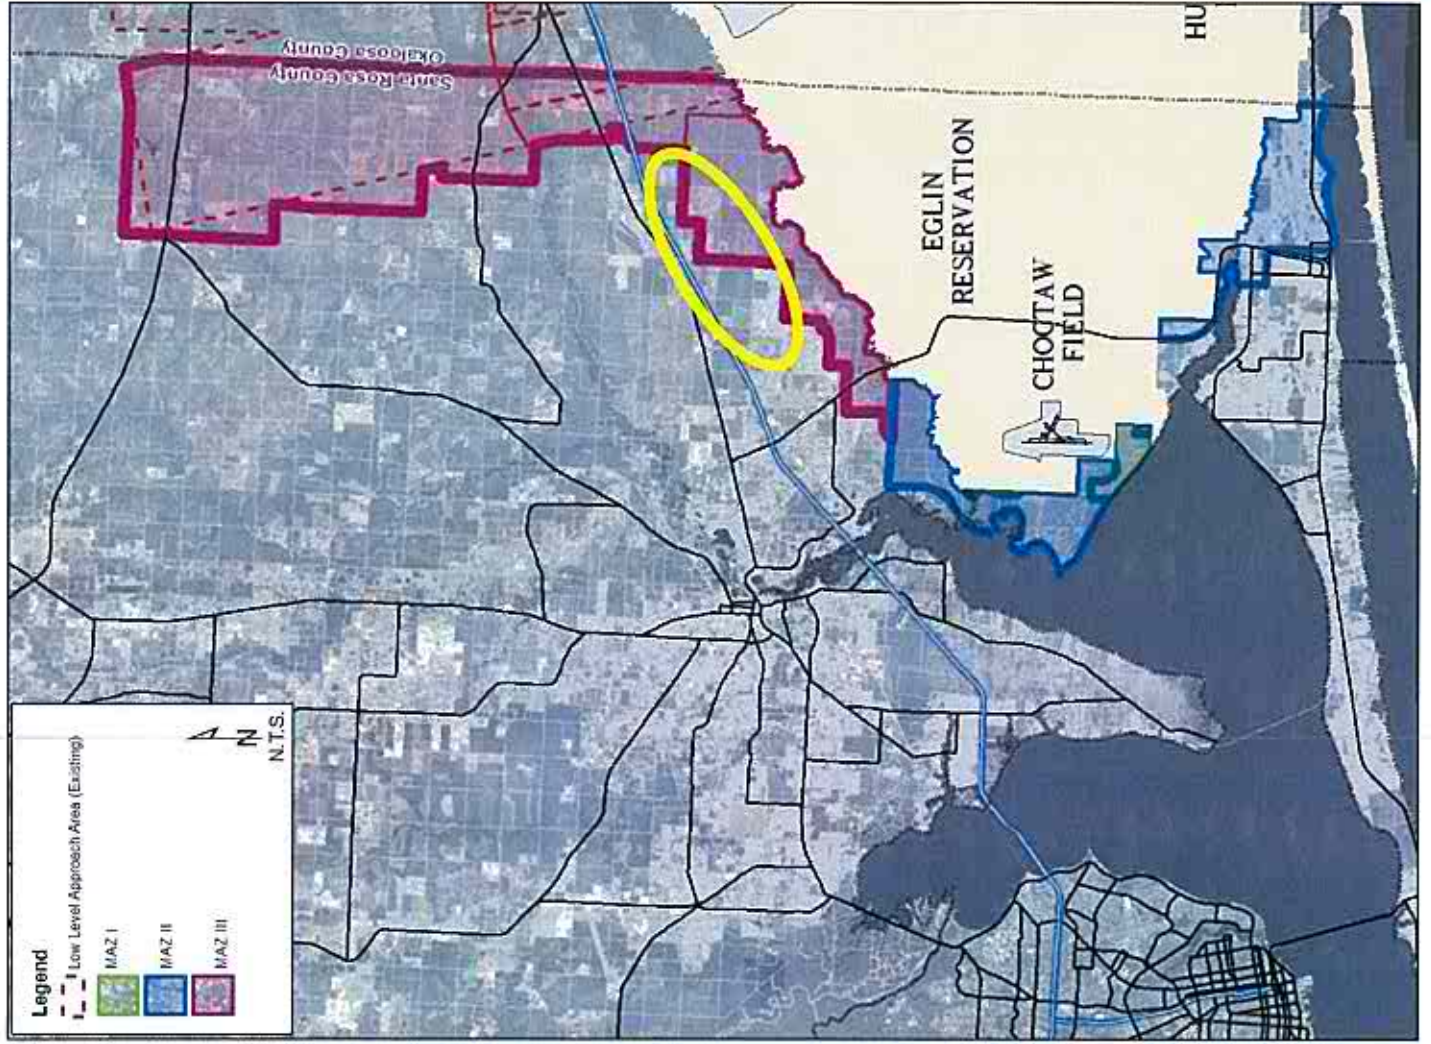 Okaloosa County
Santa Rosa County
HU
EGLIN
RESERVATION
CHOCTAW
FIELD
N
N.T.S.
Legend
Low Level Approach Area (Existing)
MAZ I
MAZ II
MAZ III